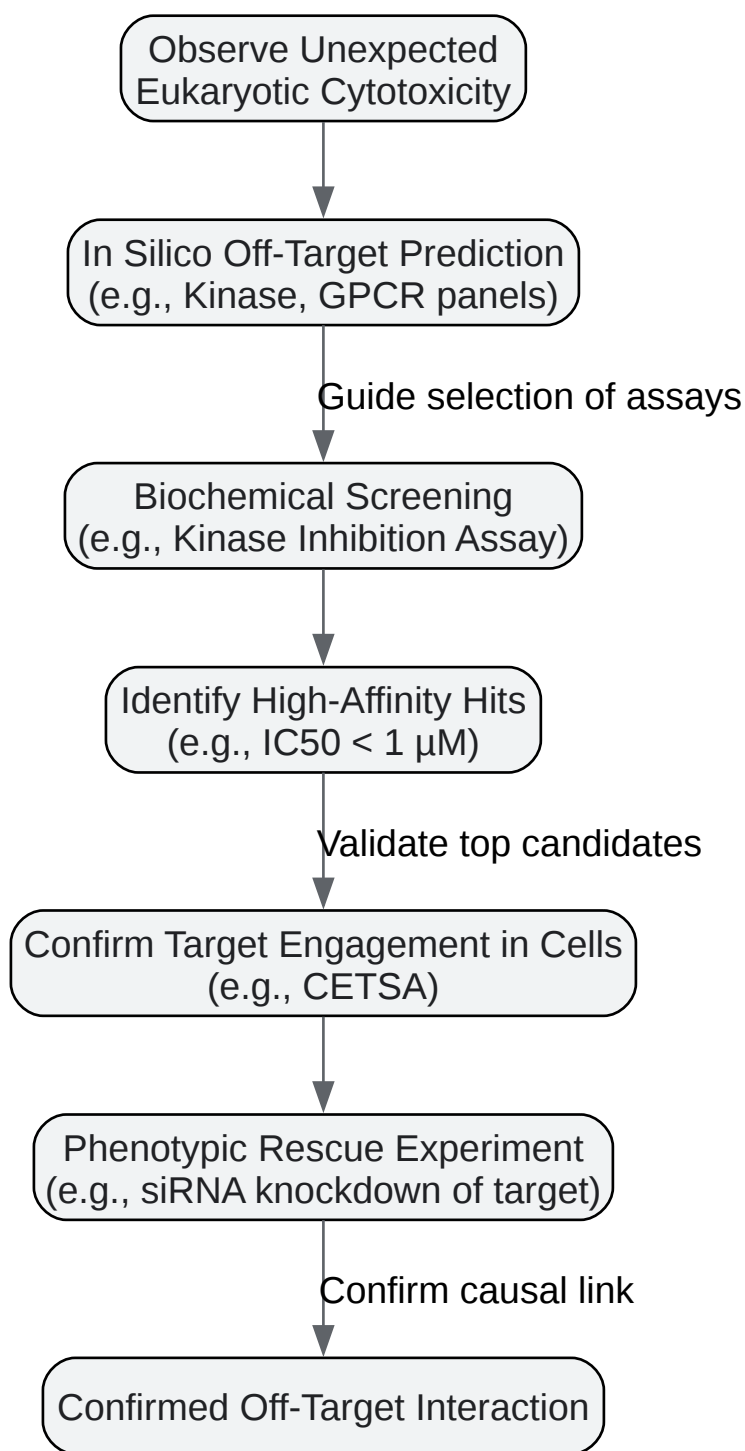 Observe Unexpected
Eukaryotic Cytotoxicity
In Silico Off-Target Prediction
(e.g., Kinase, GPCR panels)
Guide selection of assays
Biochemical Screening
(e.g., Kinase Inhibition Assay)
Identify High-Affinity Hits
(e.g., IC50 < 1 µM)
Validate top candidates
Confirm Target Engagement in Cells
(e.g., CETSA)
Phenotypic Rescue Experiment
(e.g., siRNA knockdown of target)
Confirm causal link
Confirmed Off-Target Interaction